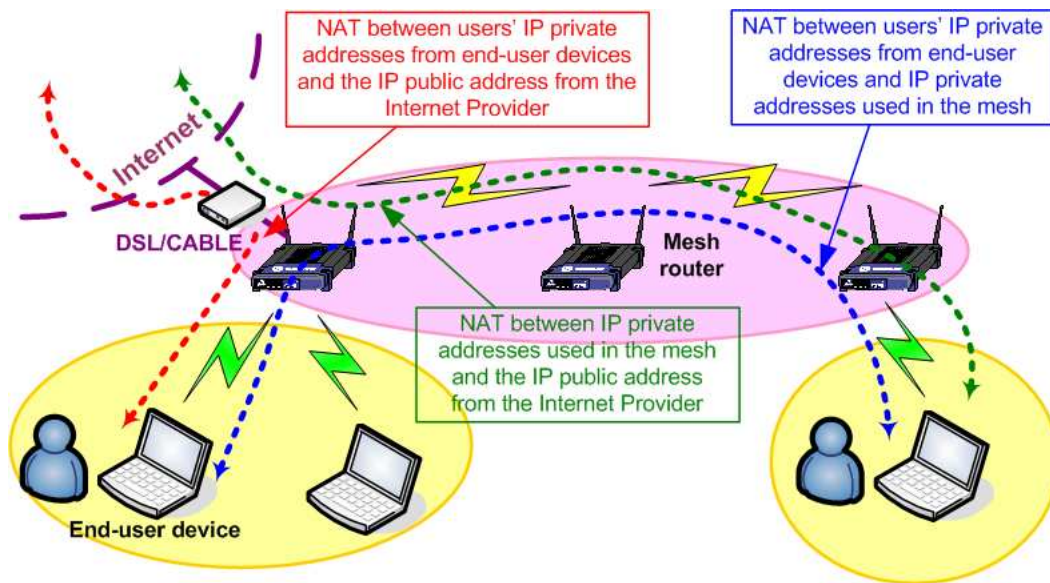 NAT between users' IP private
addresses from end-user devices
and the IP public address from the
Internet Provider
NAT between users' IP private
addresses from end-user
devices and IP private
addresses used in the mesh
Internet
DSL/CABLE
Mesh
router
NAT between IP private
addresses used in the mesh
and the IP public address
from the Internet Provider
End-user device